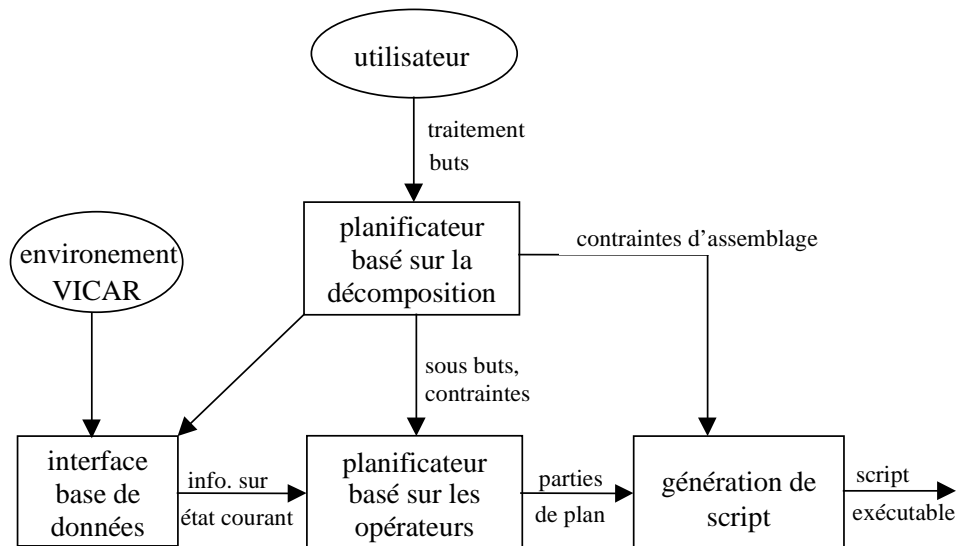 utilisateur
traitement
buts
planificateur
basé sur la
décomposition
contraintes d’assemblage
environement
VICAR
sous buts,
contraintes
interface
base de
données
info. sur
état courant
planificateur
basé sur les
opérateurs
parties
de plan
génération de
script
script
exécutable